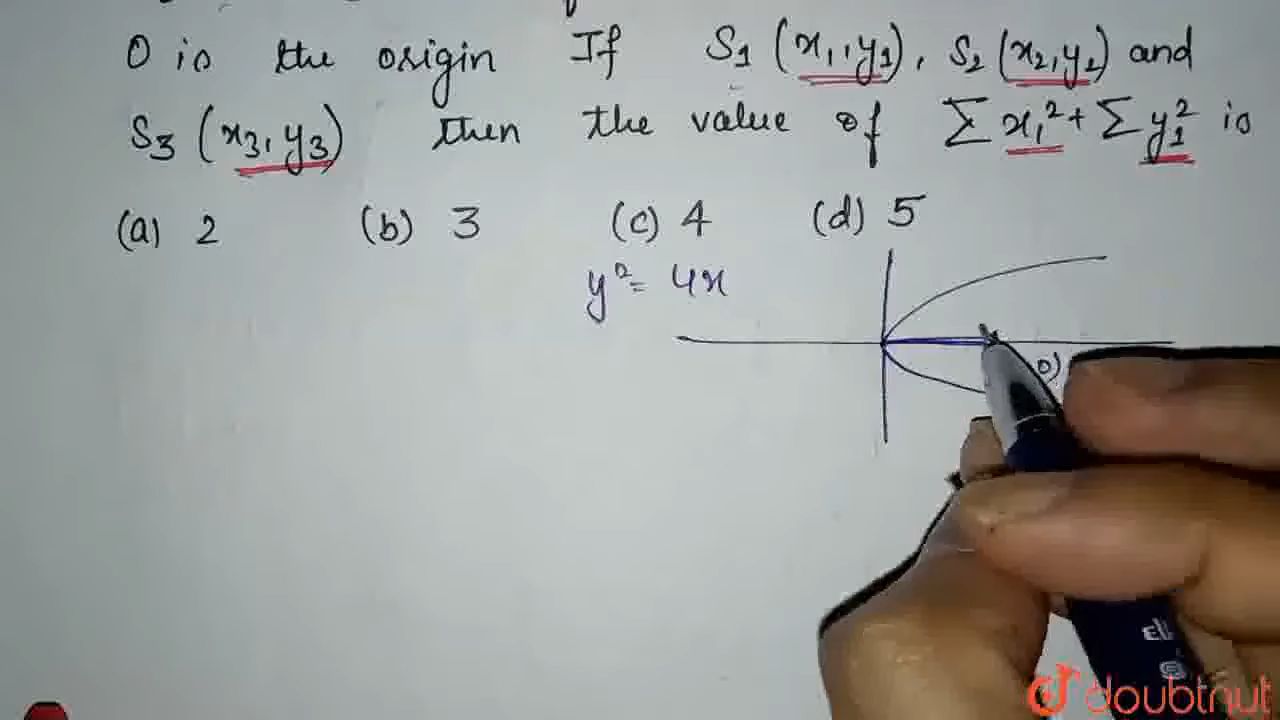 O is the origin If S1 (x1, y1), S2 (x2, y2) and
S3 (x3, y3) then the value of ∑ x1² + ∑ y1² is
(a) 2 (b) 3 (c) 4 (d) 5
y² = 4x
0)
doubtnut